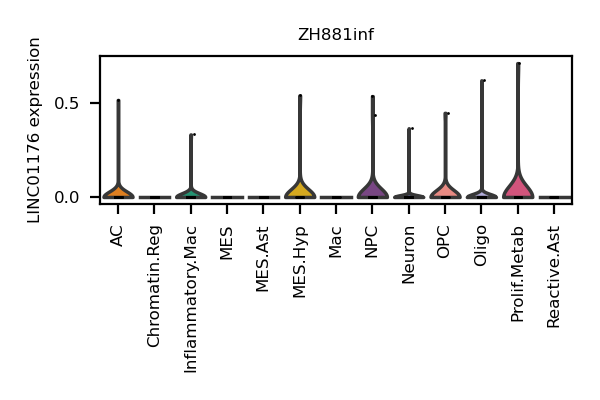 ZH881inf
LINC01176 expression
0.5
0.0
AC
Chromatin.Reg
Inflammatory.Mac
MES
MES.Ast
MES.Hyp
Mac
NPC
Neuron
OPC
Oligo
Prolif.Metab
Reactive.Ast